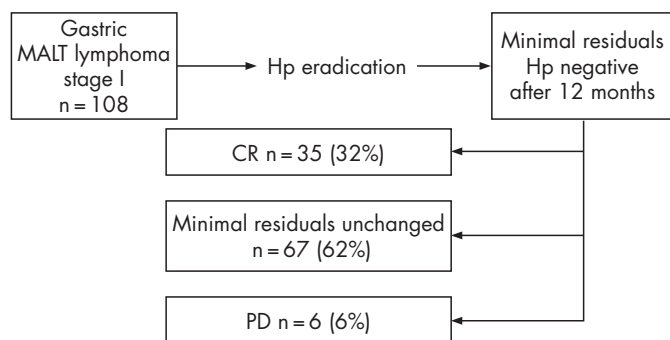 Gastric
MALT lymphoma
stage I
n = 108
Hp eradication
Minimal residuals
Hp negative
after 12 months
CR n = 35 (32%)
Minimal residuals unchanged
n = 67 (62%)
PD n = 6 (6%)